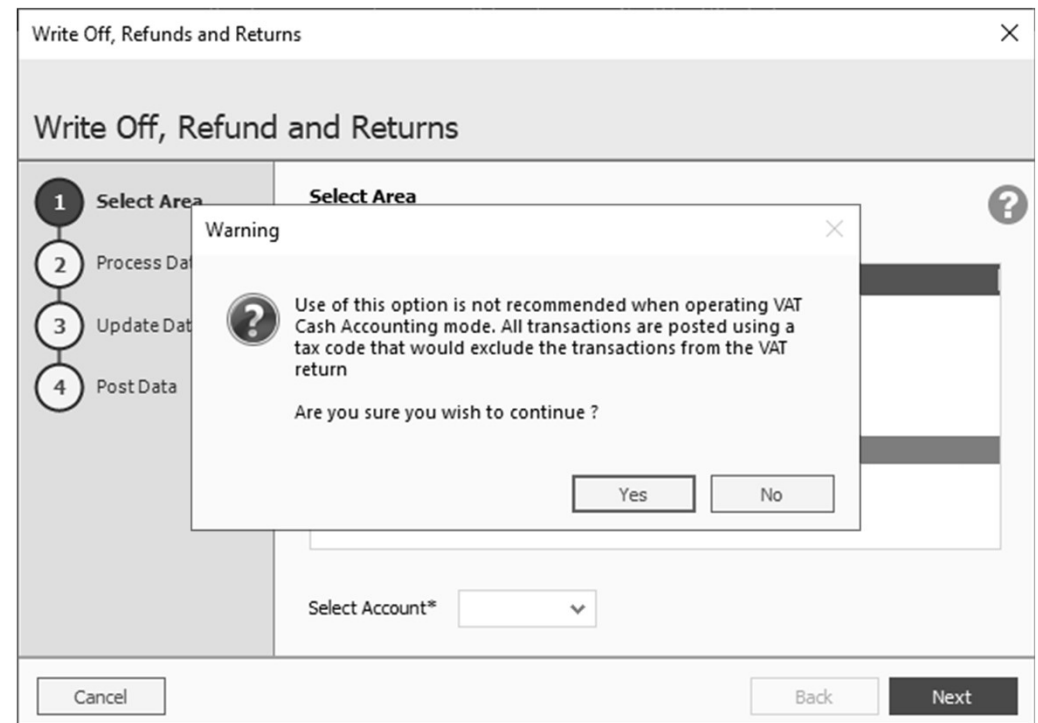 Write Off, Refunds and Returns
Write Off, Refund and Returns
1 Select Area
2 Process Dat
3 Update Dat
4 Post Data
Select Area
?
Warning
?
Use of this option is not recommended when operating VAT
Cash Accounting mode. All transactions are posted using a
tax code that would exclude the transactions from the VAT
return
Are you sure you wish to continue ?
Yes No
Select Account*
Cancel Back Next